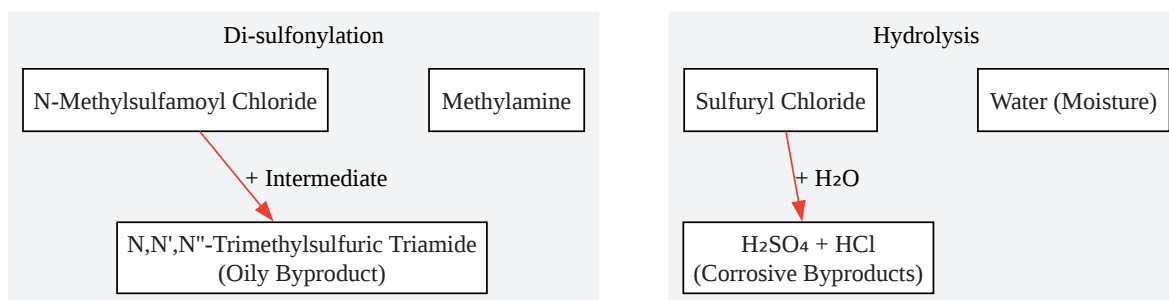 Di-sulfonylation
N-Methylsulfamoyl Chloride
Methylamine
+ Intermediate
N,N',N''-Trimethylsulfuric Triamide
(Oily Byproduct)
Hydrolysis
Sulfuryl Chloride
Water (Moisture)
+ H₂O
H₂SO₄ + HCl
(Corrosive Byproducts)